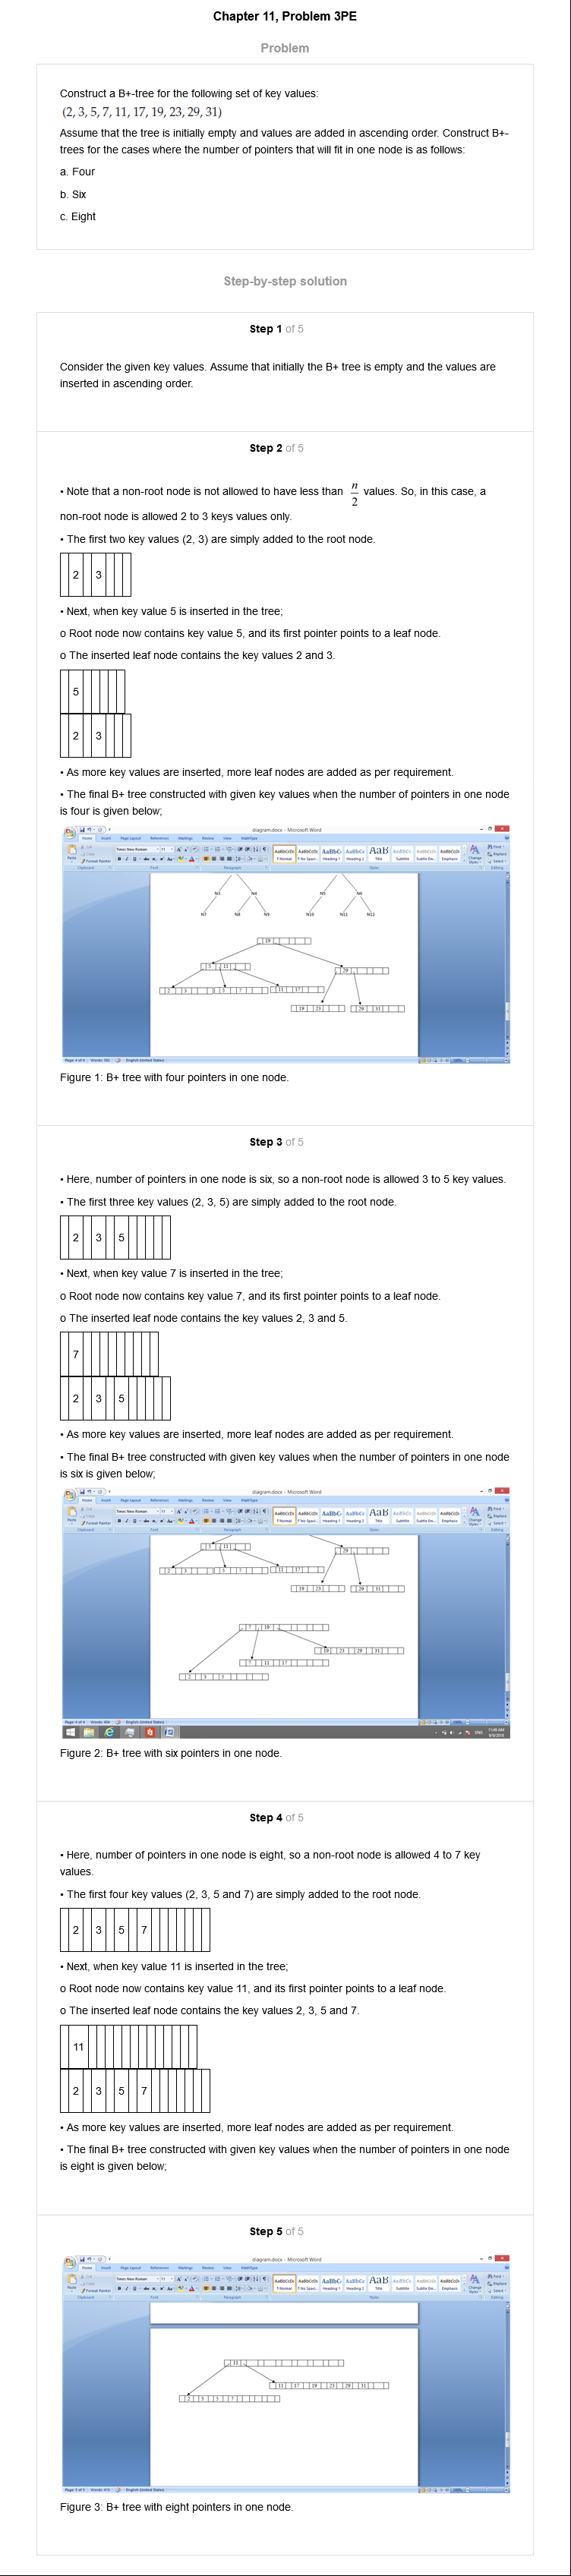 Chapter 11, Problem 3PE
Problem
Construct a B+-tree for the following set of key values:
(2, 3, 5, 7, 11, 17, 19, 23, 29, 31)
Assume that the tree is initially empty and values are added in ascending order. Construct B+-
trees for the cases where the number of pointers that will fit in one node is as follows:
a. Four
b. Six
c. Eight
Step-by-step solution
Step 1 of 5
Consider the given key values. Assume that initially the B+ tree is empty and the values are
inserted in ascending order.
Step 2 of 5
• Note that a non-root node is not allowed to have less than n/2 values. So, in this case, a
non-root node is allowed 2 to 3 keys values only.
• The first two key values (2, 3) are simply added to the root node.
2 3
• Next, when key value 5 is inserted in the tree;
o Root node now contains key value 5, and its first pointer points to a leaf node.
o The inserted leaf node contains the key values 2 and 3.
5
2 3
• As more key values are inserted, more leaf nodes are added as per requirement.
• The final B+ tree constructed with given key values when the number of pointers in one node
is four is given below;
diagram.docx - Microsoft Word
Home Insert Page Layout References Mailings Review View MathType
N3 N4 N5 N6
N7 N8 N9 N10 N11 N12
19
5 11
29
2 3 5 7 11 17
19 23 29 31
Figure 1: B+ tree with four pointers in one node.
Step 3 of 5
• Here, number of pointers in one node is six, so a non-root node is allowed 3 to 5 key values.
• The first three key values (2, 3, 5) are simply added to the root node.
2 3 5
• Next, when key value 7 is inserted in the tree;
o Root node now contains key value 7, and its first pointer points to a leaf node.
o The inserted leaf node contains the key values 2, 3 and 5.
7
2 3 5
• As more key values are inserted, more leaf nodes are added as per requirement.
• The final B+ tree constructed with given key values when the number of pointers in one node
is six is given below;
diagram.docx - Microsoft Word
Home Insert Page Layout References Mailings Review View MathType
5 11
29
2 3 5 7 11 17
19 23 29 31
7 19
19 23 29 31
7 11 17
2 3 5
Figure 2: B+ tree with six pointers in one node.
Step 4 of 5
• Here, number of pointers in one node is eight, so a non-root node is allowed 4 to 7 key
values.
• The first four key values (2, 3, 5 and 7) are simply added to the root node.
2 3 5 7
• Next, when key value 11 is inserted in the tree;
o Root node now contains key value 11, and its first pointer points to a leaf node.
o The inserted leaf node contains the key values 2, 3, 5 and 7.
11
2 3 5 7
• As more key values are inserted, more leaf nodes are added as per requirement.
• The final B+ tree constructed with given key values when the number of pointers in one node
is eight is given below;
Step 5 of 5
diagram.docx - Microsoft Word
Home Insert Page Layout References Mailings Review View MathType
11
11 17 19 23 29 31
2 3 5 7
Figure 3: B+ tree with eight pointers in one node.